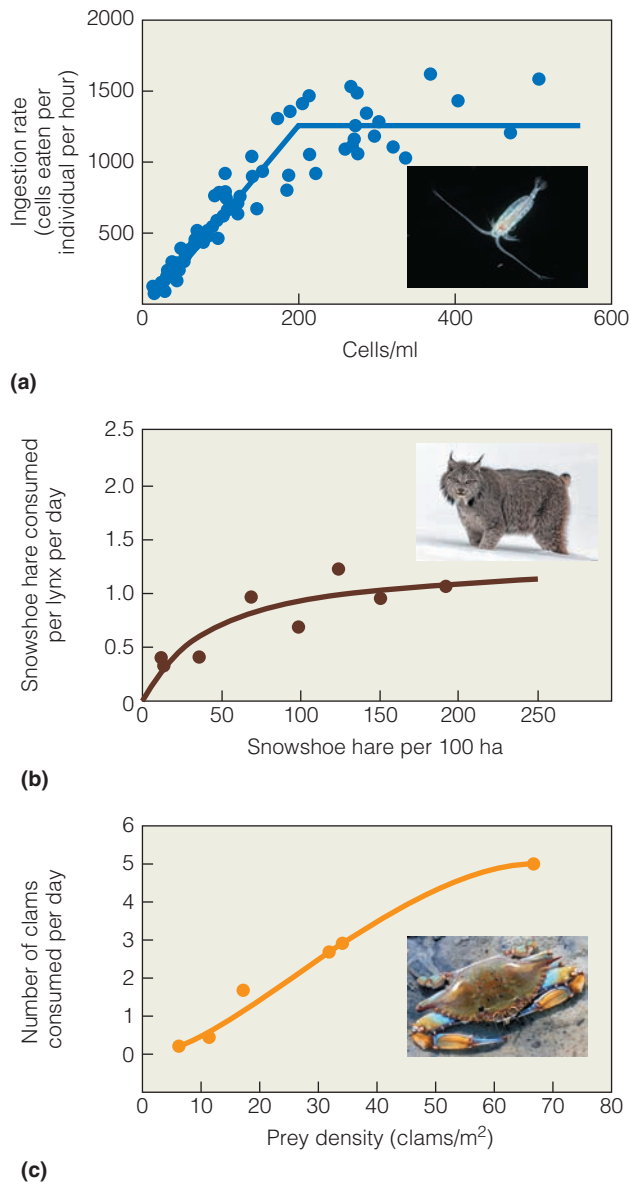 2000
1500
1000
500
0
200
400
600
Ingestion rate
(cells eaten per
individual per hour)
Cells/ml
(a)
2.5
2.0
1.5
1.0
0.5
0
0
50
100
150
200
250
Snowshoe hare consumed
per lynx per day
Snowshoe hare per 100 ha
(b)
6
5
4
3
2
1
0
0
10
20
30
40
50
60
70
80
Number of clams
consumed per day
Prey density (clams/m²)
(c)